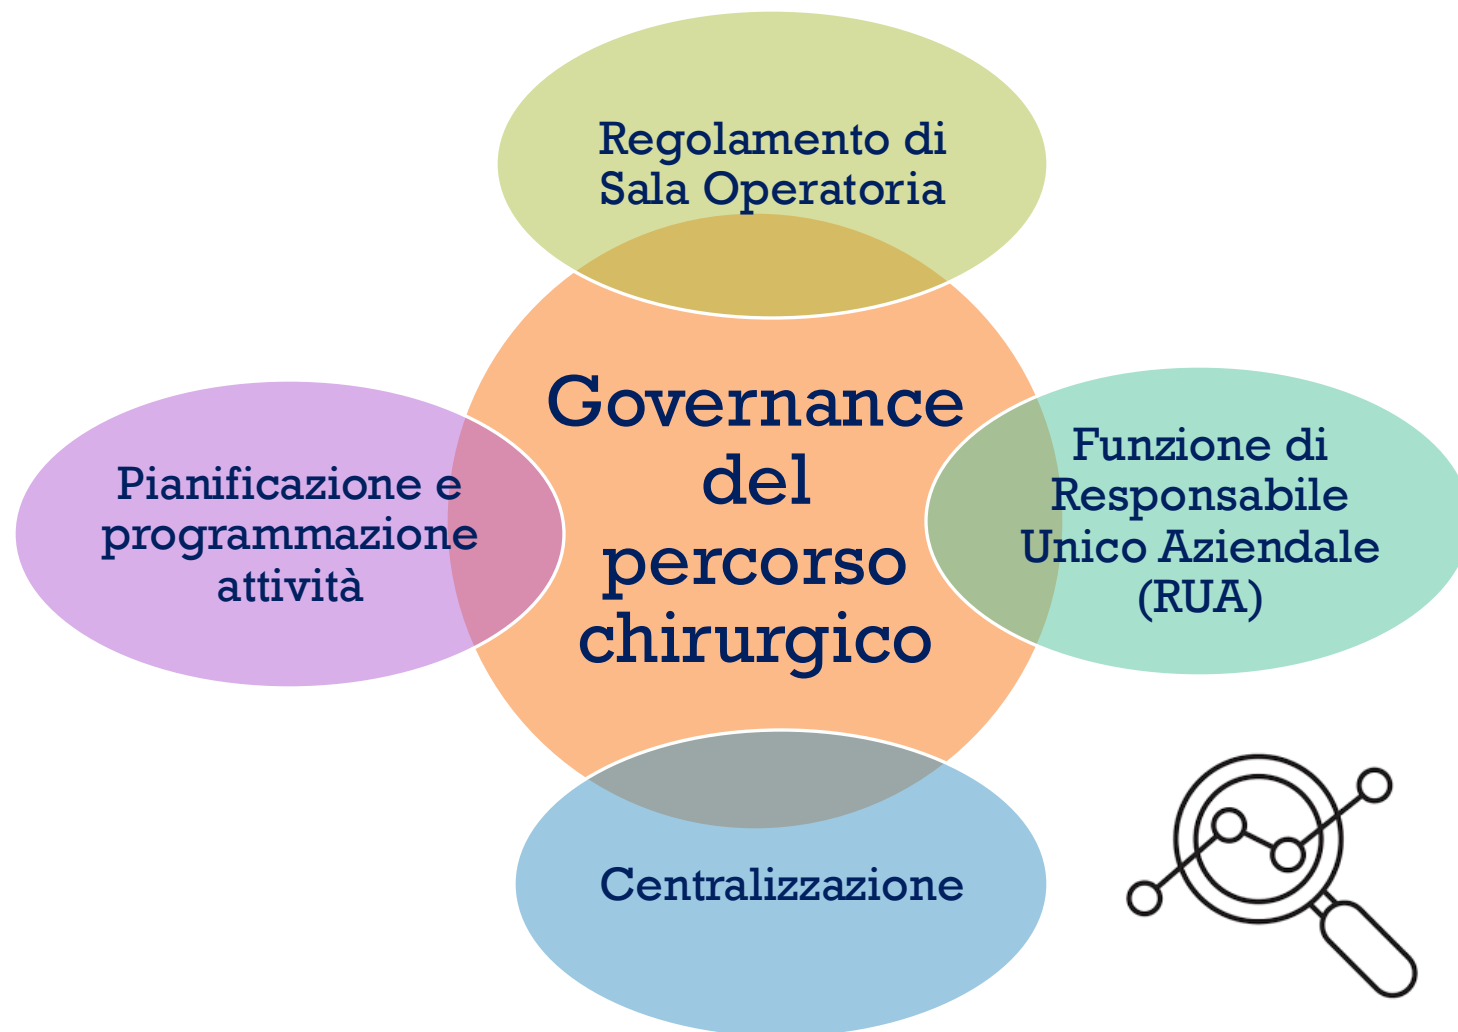 Regolamento di
Sala Operatoria
Governance
del
percorso
chirurgico
Pianificazione e
programmazione
attività
Funzione di
Responsabile
Unico Aziendale
(RUA)
Centralizzazione